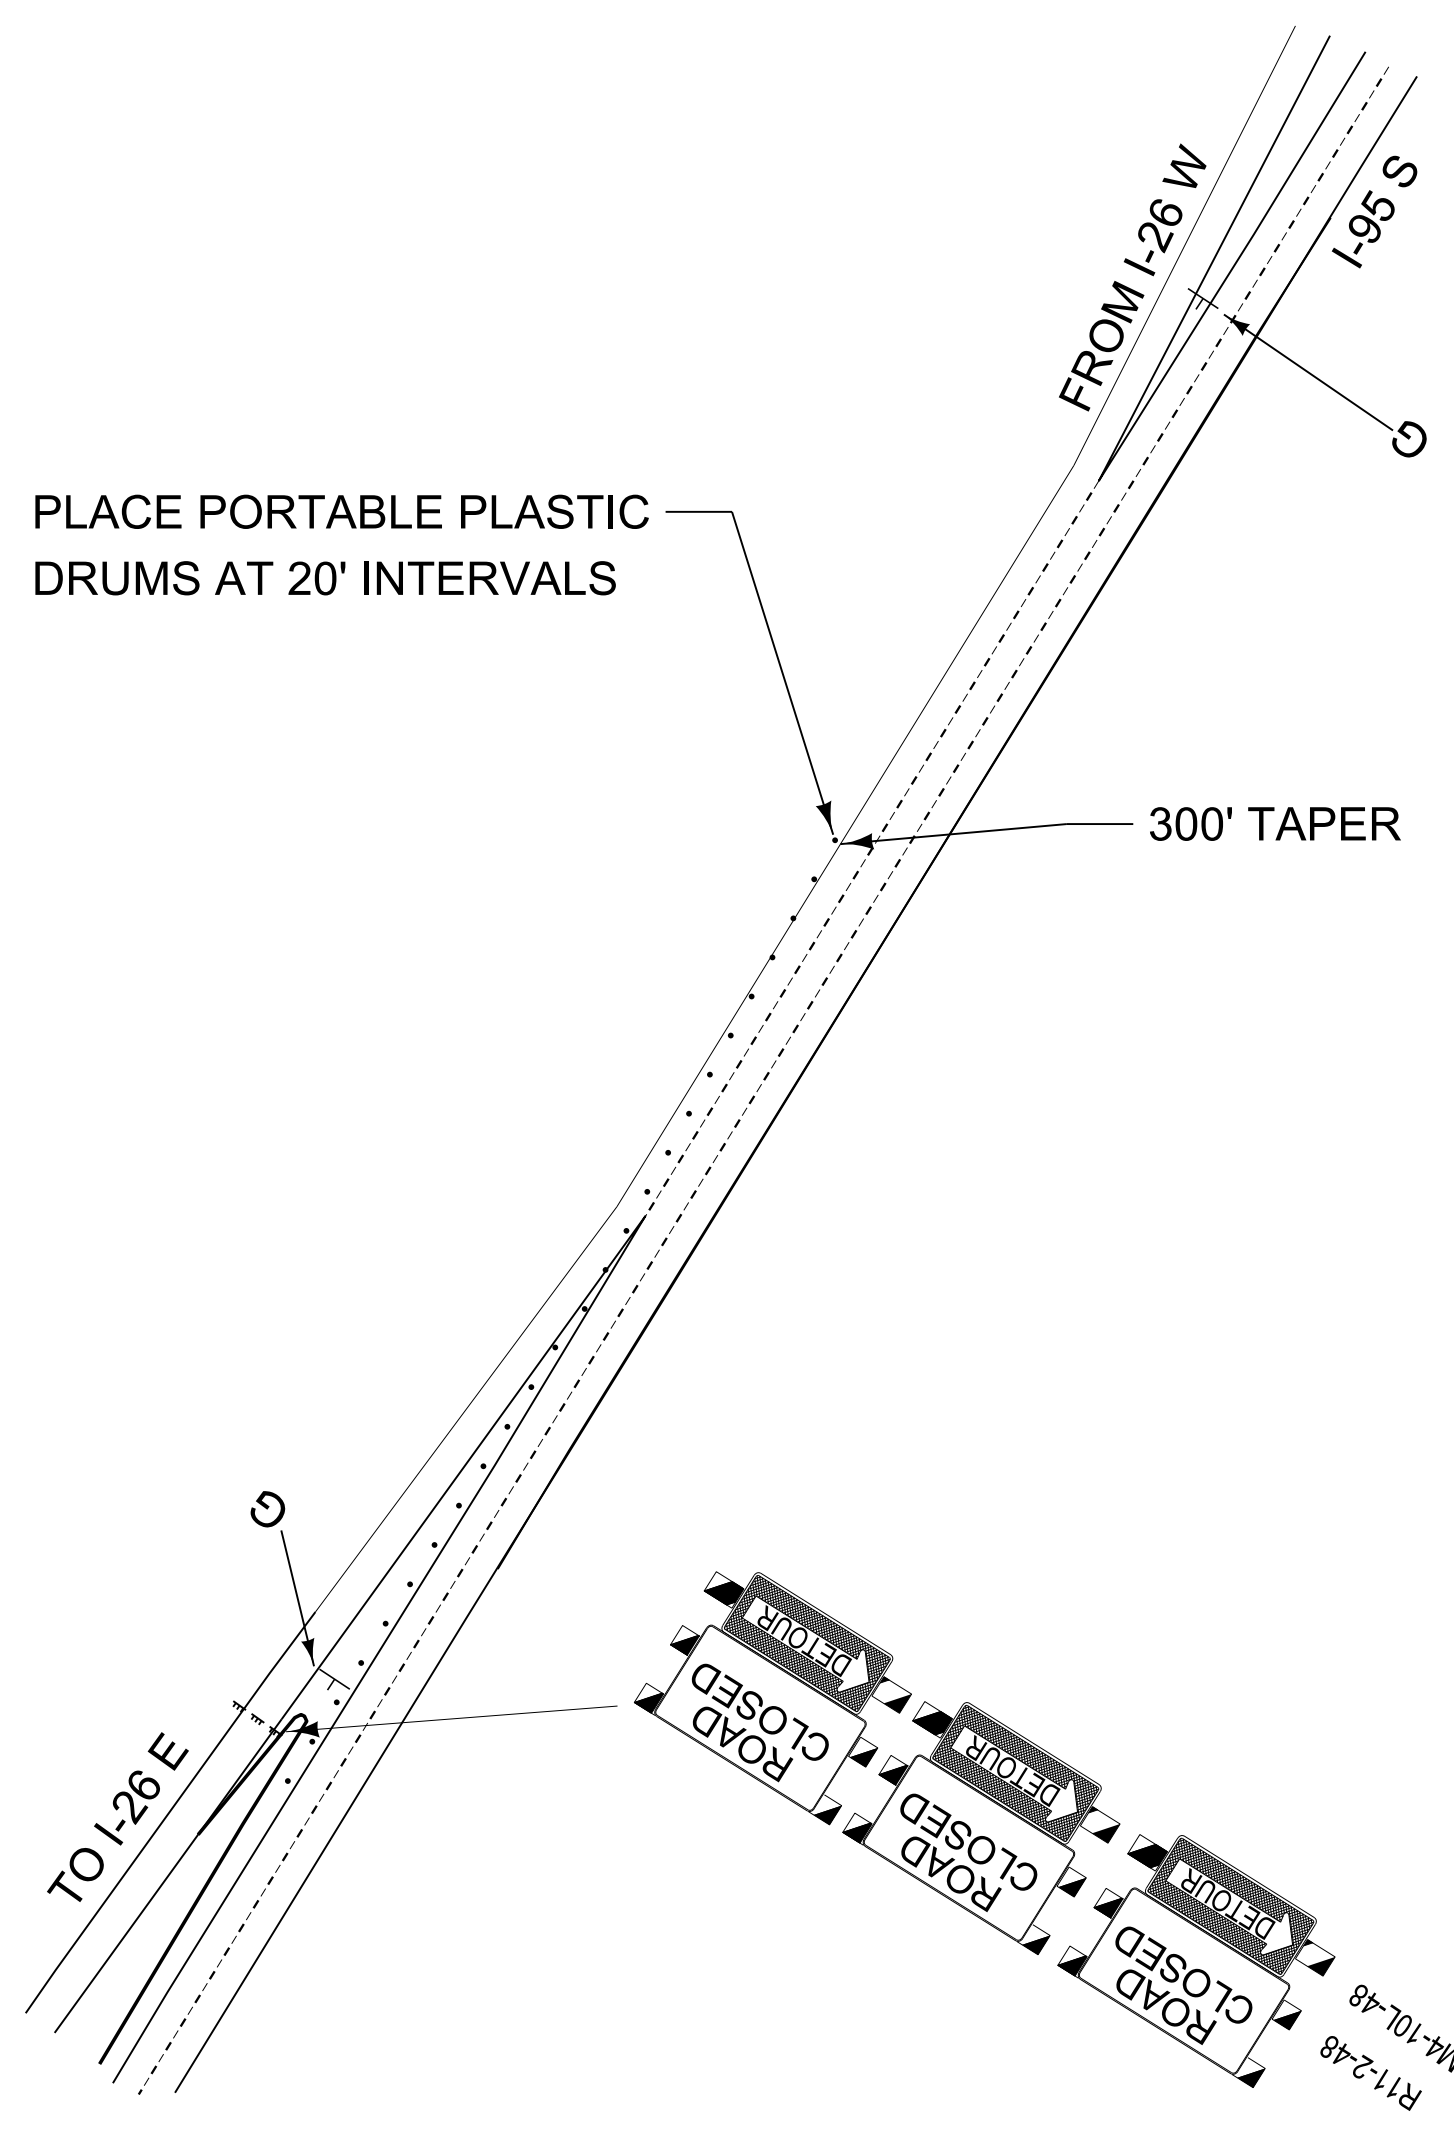 FROM I-26 W
I-95 S
G
PLACE PORTABLE PLASTIC
DRUMS AT 20' INTERVALS
300' TAPER
G
TO I-26 E
DETOUR
ROAD
CLOSED
DETOUR
ROAD
CLOSED
DETOUR
ROAD
CLOSED
M4-10L-48
R11-2-48